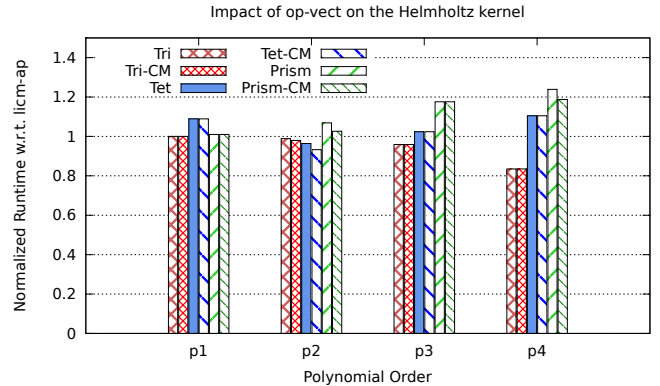 Impact of op-vect on the Helmholtz kernel
Normalized Runtime w.r.t. licm-ap
1.4
1.2
1
0.8
0.6
0.4
0.2
0
Tri
Tri-CM
Tet
Tet-CM
Prism
Prism-CM
p1 p2 p3 p4
Polynomial Order